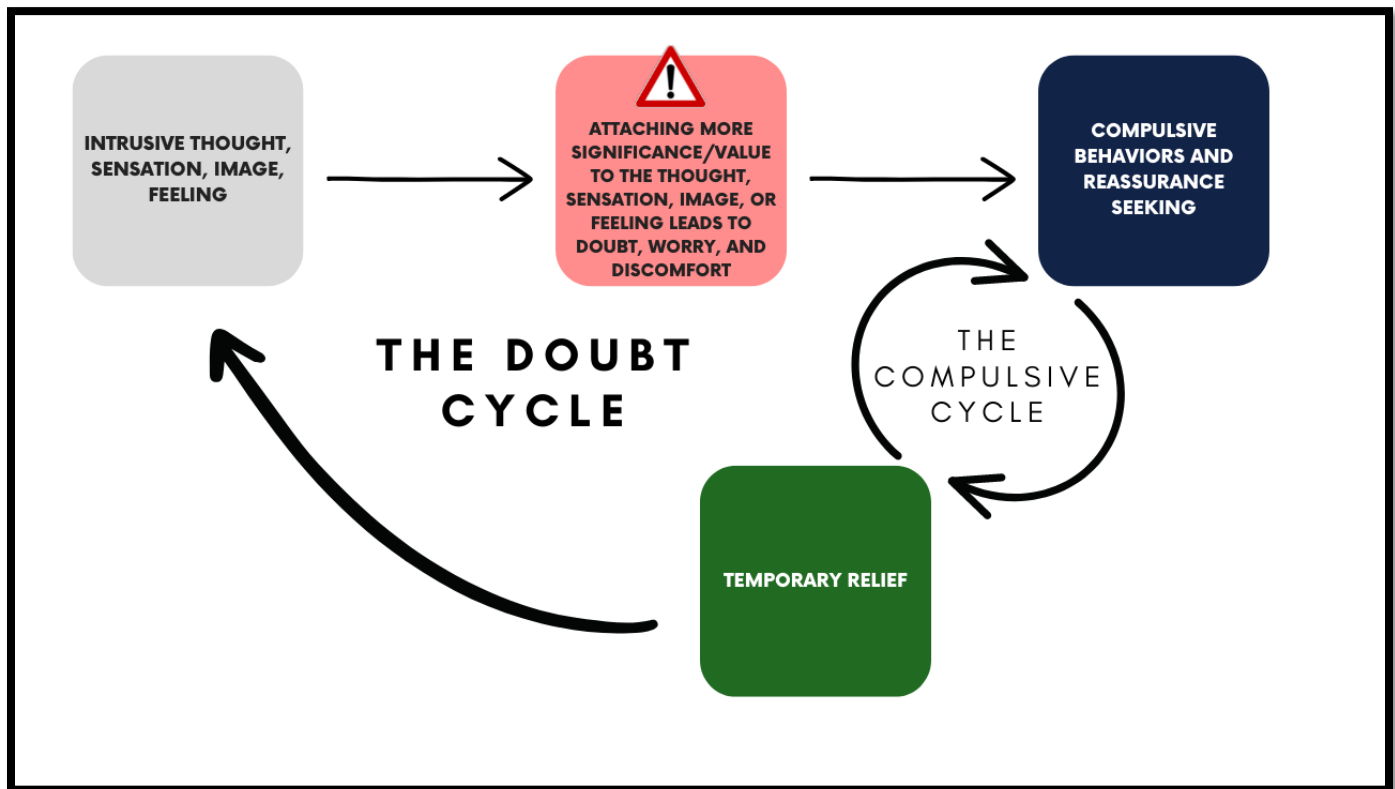 INTRUSIVE THOUGHT,
SENSATION, IMAGE,
FEELING
ATTACHING MORE
SIGNIFICANCE/VALUE
TO THE THOUGHT,
SENSATION, IMAGE, OR
FEELING LEADS TO
DOUBT, WORRY, AND
DISCOMFORT
COMPULSIVE
BEHAVIORS AND
REASSURANCE
SEEKING
THE DOUBT
CYCLE
THE
COMPULSIVE
CYCLE
TEMPORARY RELIEF